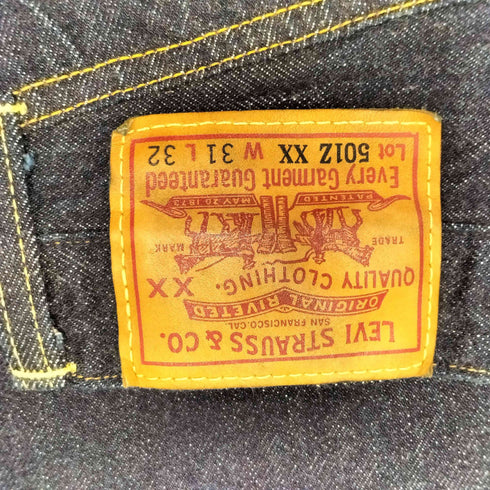 LEVI STRAUSS & CO.
SAN FRANCISCO.CAL
ORIGINAL RIVETED
QUALITY CLOTHING.
XX
TRADE MARK
PATENTED MAY 20 1873
Every Garment Guaranteed
Lot 501Z XX W 31 L 32